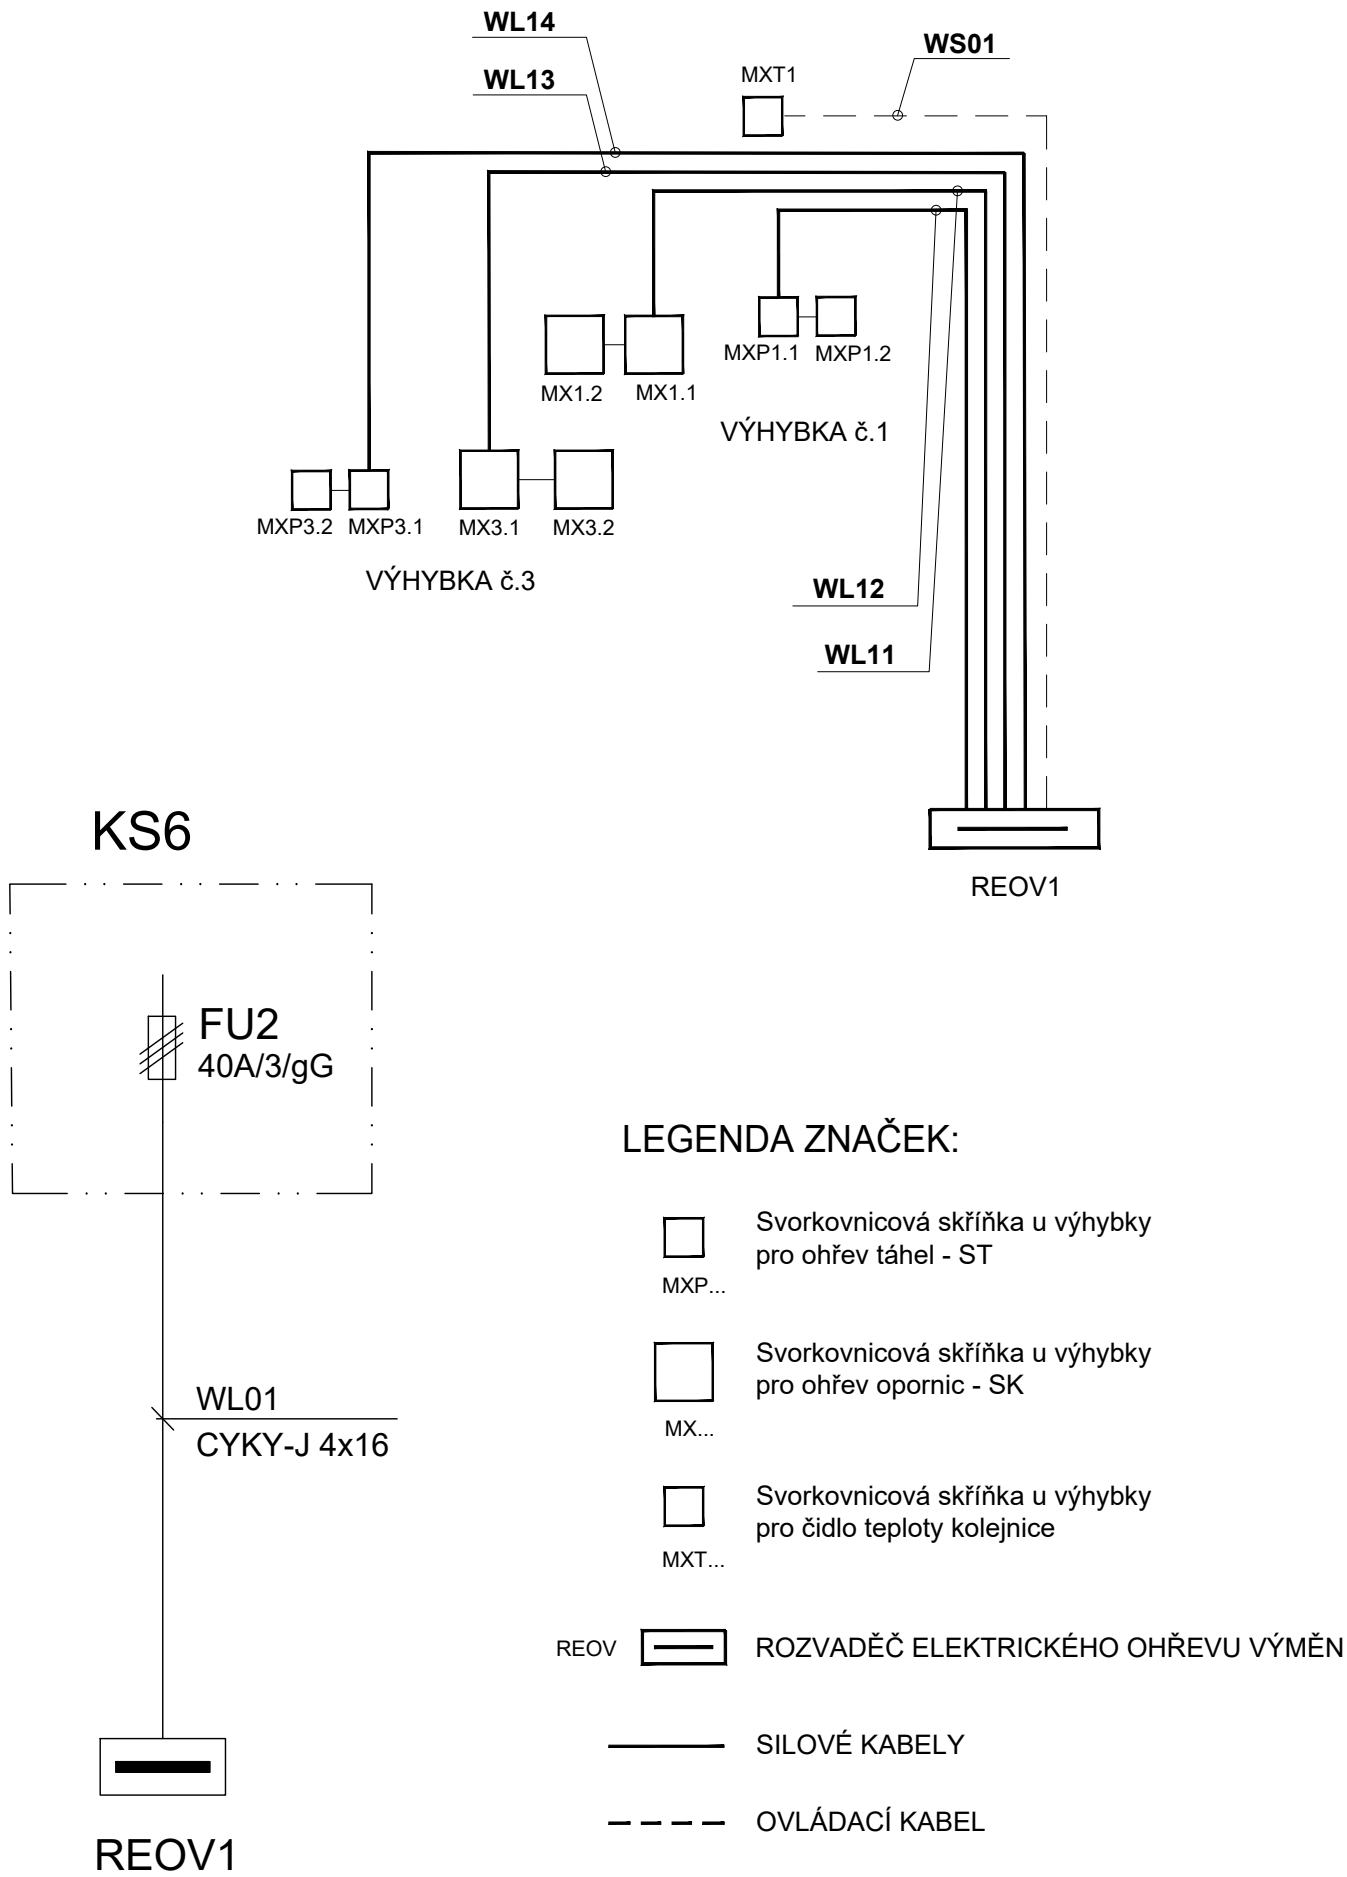 WL14
WS01
MXT1
WL13
MXP1.1 MXP1.2
MX1.2 MX1.1
VÝHYBKA č.1
MXP3.2 MXP3.1 MX3.1 MX3.2
VÝHYBKA č.3
WL12
WL11
REOV1
KS6
FU2
40A/3/gG
WL01
CYKY-J 4x16
REOV1
LEGENDA ZNAČEK:
Svorkovnicová skříňka u výhybky
pro ohřev táhel - ST
MXP...
Svorkovnicová skříňka u výhybky
pro ohřev opornic - SK
MX...
Svorkovnicová skříňka u výhybky
pro čidlo teploty kolejnice
MXT...
REOV ROZVADĚČ ELEKTRICKÉHO OHŘEVU VÝMĚN
SILOVÉ KABELY
OVLÁDACÍ KABEL